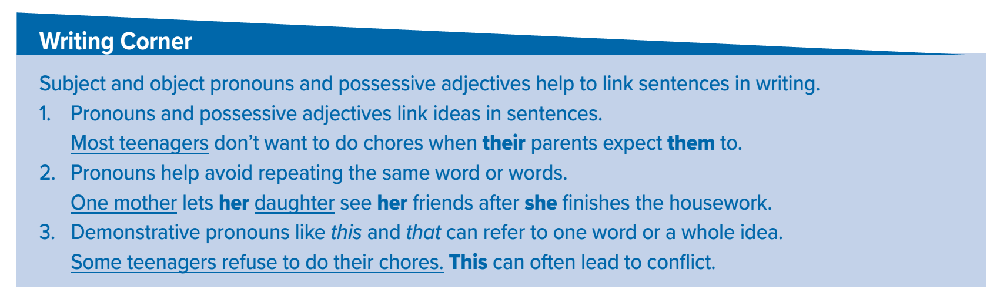 Writing Corner
Subject and object pronouns and possessive adjectives help to link sentences in writing.
1. Pronouns and possessive adjectives link ideas in sentences.
Most teenagers don’t want to do chores when their parents expect them to.
2. Pronouns help avoid repeating the same word or words.
One mother lets her daughter see her friends after she finishes the housework.
3. Demonstrative pronouns like this and that can refer to one word or a whole idea.
Some teenagers refuse to do their chores. This can often lead to conflict.